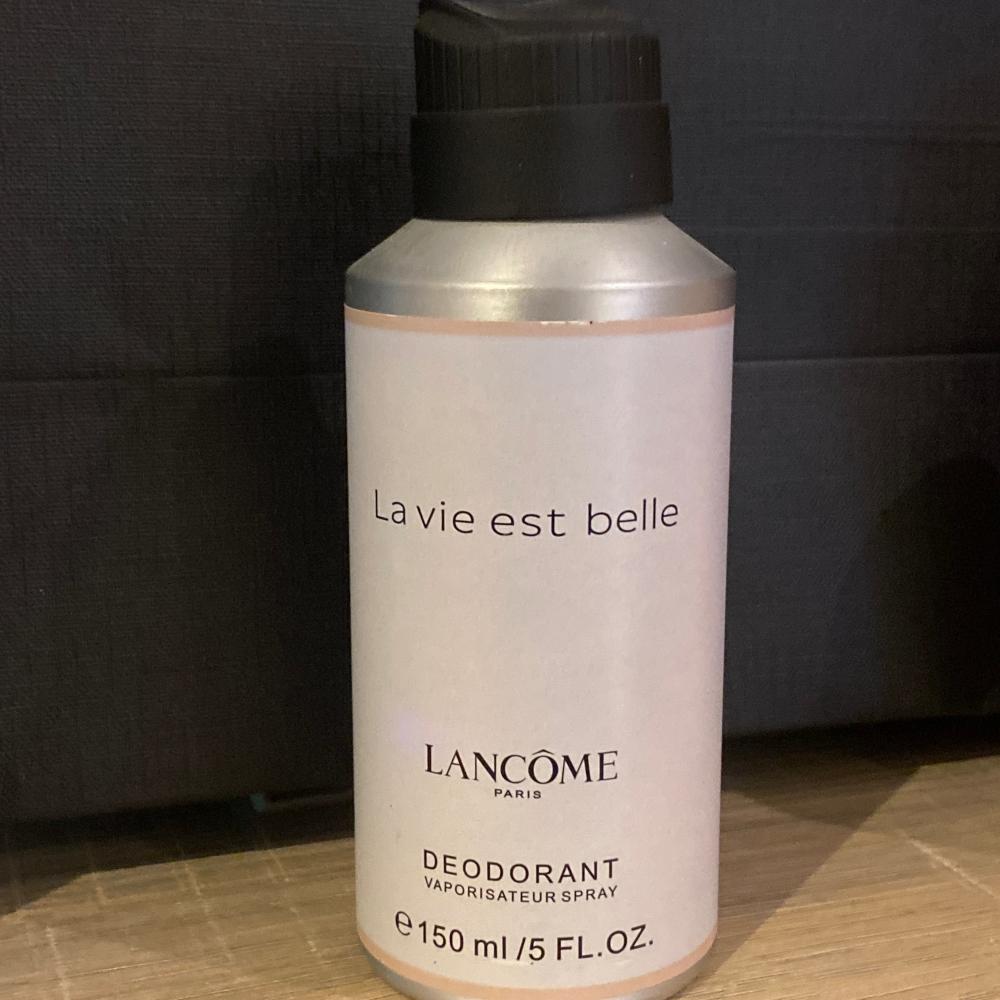 La vie est belle
LANCÔME
PARIS
DEODORANT
VAPORISATEUR SPRAY
℮150 ml /5 FL.OZ.